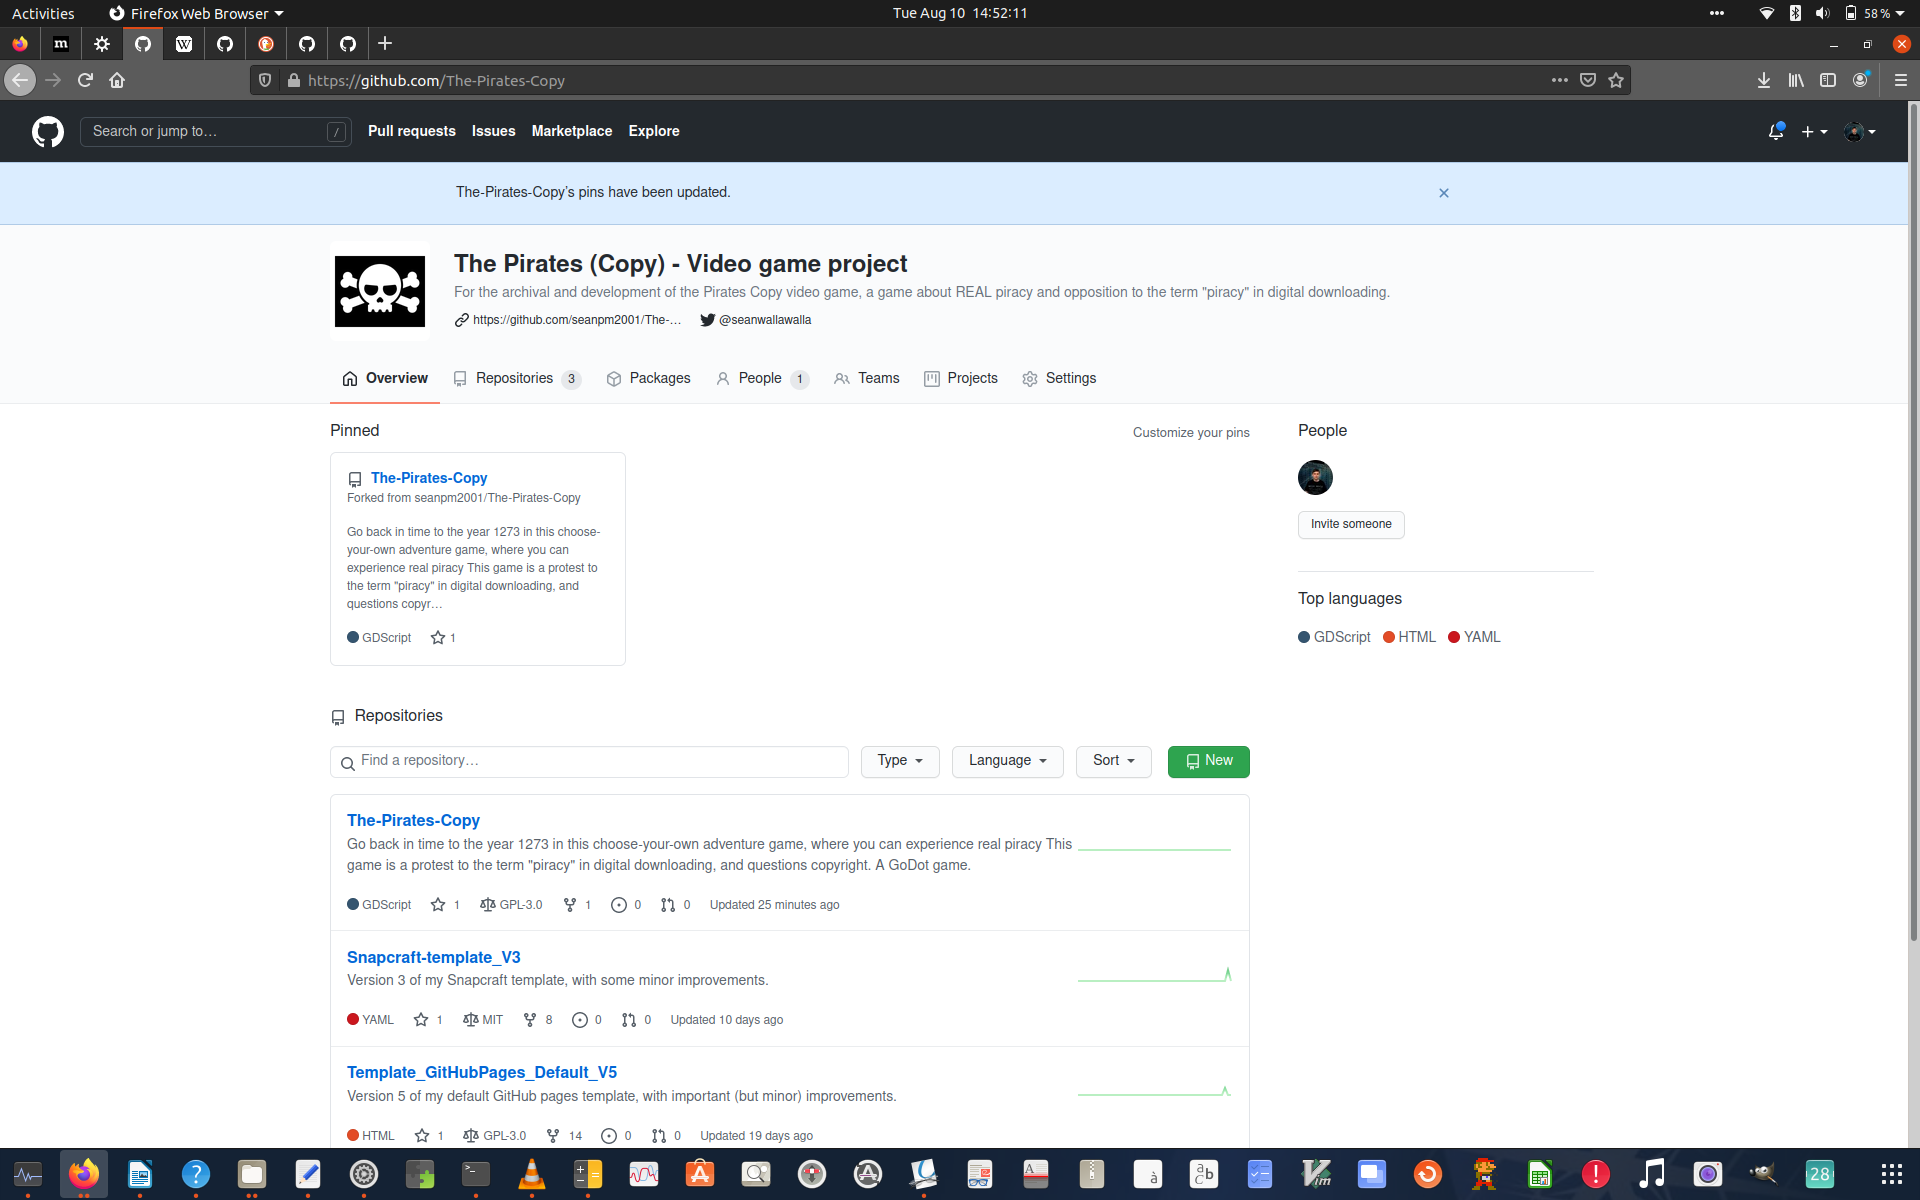 Activities Firefox Web Browser Tue Aug 10 14:52:11 58 %
m W
https://github.com/The-Pirates-Copy
Search or jump to… / Pull requests Issues Marketplace Explore
The-Pirates-Copy's pins have been updated.
The Pirates (Copy) - Video game project
For the archival and development of the Pirates Copy video game, a game about REAL piracy and opposition to the term "piracy" in digital downloading.
https://github.com/seanpm2001/The-… @seanwallawalla
Overview Repositories 3 Packages People 1 Teams Projects Settings
Pinned Customize your pins
The-Pirates-Copy
Forked from seanpm2001/The-Pirates-Copy
Go back in time to the year 1273 in this choose-
your-own adventure game, where you can
experience real piracy This game is a protest to
the term "piracy" in digital downloading, and
questions copyr…
GDScript 1
People
Invite someone
Top languages
GDScript HTML YAML
Repositories
Find a repository… Type Language Sort New
The-Pirates-Copy
Go back in time to the year 1273 in this choose-your-own adventure game, where you can experience real piracy This
game is a protest to the term "piracy" in digital downloading, and questions copyright. A GoDot game.
GDScript 1 GPL-3.0 1 0 0 Updated 25 minutes ago
Snapcraft-template_V3
Version 3 of my Snapcraft template, with some minor improvements.
YAML 1 MIT 8 0 0 Updated 10 days ago
Template_GitHubPages_Default_V5
Version 5 of my default GitHub pages template, with important (but minor) improvements.
HTML 1 GPL-3.0 14 0 0 Updated 19 days ago
28